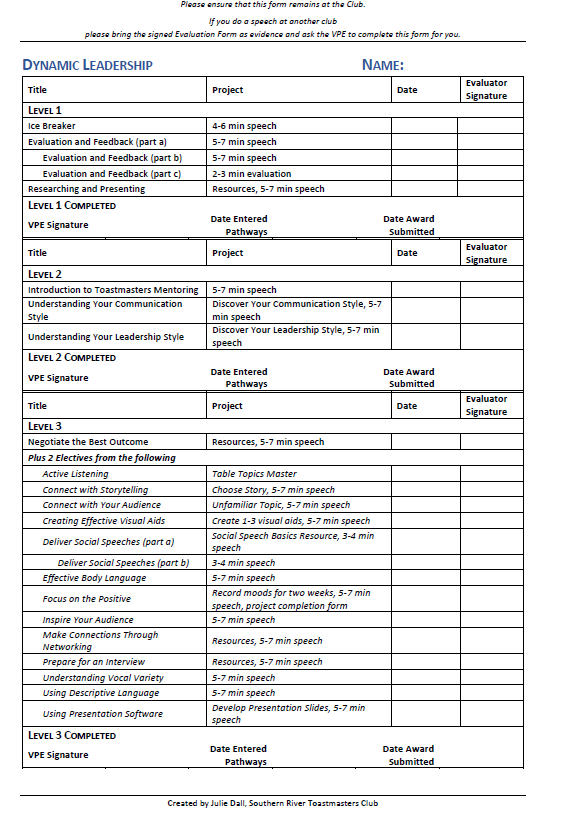 Please ensure that this form remains at the Club.
If you do a speech at another club
please bring the signed Evaluation Form as evidence and ask the VPE to complete this form for you.
DYNAMIC LEADERSHIP NAME:
Title Project Date Evaluator Signature
LEVEL 1
Ice Breaker 4-6 min speech
Evaluation and Feedback (part a) 5-7 min speech
Evaluation and Feedback (part b) 5-7 min speech
Evaluation and Feedback (part c) 2-3 min evaluation
Researching and Presenting Resources, 5-7 min speech
LEVEL 1 COMPLETED
VPE Signature Date Entered Pathways Date Award Submitted
Title Project Date Evaluator Signature
LEVEL 2
Introduction to Toastmasters Mentoring 5-7 min speech
Understanding Your Communication Style Discover Your Communication Style, 5-7 min speech
Understanding Your Leadership Style Discover Your Leadership Style, 5-7 min speech
LEVEL 2 COMPLETED
VPE Signature Date Entered Pathways Date Award Submitted
Title Project Date Evaluator Signature
LEVEL 3
Negotiate the Best Outcome Resources, 5-7 min speech
Plus 2 Electives from the following
Active Listening Table Topics Master
Connect with Storytelling Choose Story, 5-7 min speech
Connect with Your Audience Unfamiliar Topic, 5-7 min speech
Creating Effective Visual Aids Create 1-3 visual aids, 5-7 min speech
Deliver Social Speeches (part a) Social Speech Basics Resource, 3-4 min speech
Deliver Social Speeches (part b) 3-4 min speech
Effective Body Language 5-7 min speech
Focus on the Positive Record moods for two weeks, 5-7 min speech, project completion form
Inspire Your Audience 5-7 min speech
Make Connections Through Networking Resources, 5-7 min speech
Prepare for an Interview Resources, 5-7 min speech
Understanding Vocal Variety 5-7 min speech
Using Descriptive Language 5-7 min speech
Using Presentation Software Develop Presentation Slides, 5-7 min speech
LEVEL 3 COMPLETED
VPE Signature Date Entered Pathways Date Award Submitted
Created by Julie Dall, Southern River Toastmasters Club